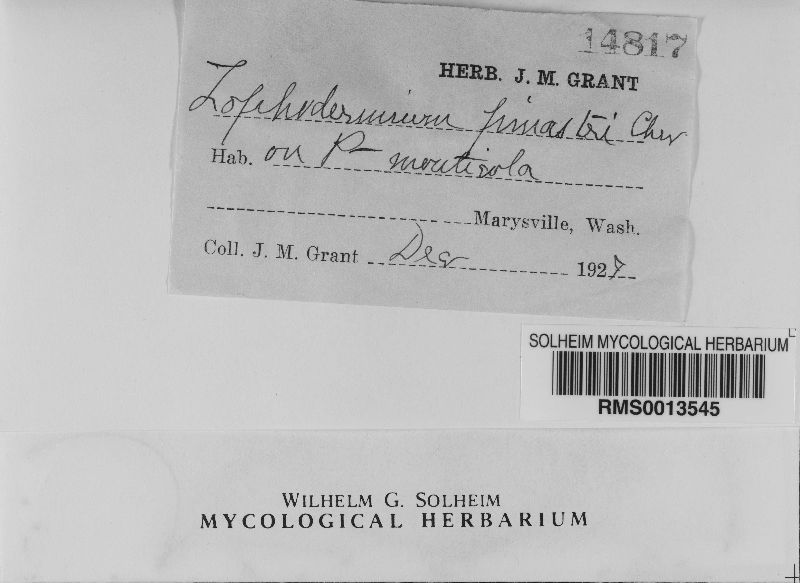 14817
HERB. J. M. GRANT
Lophodermium pinastri Chev
Hab. on P- monticola
Marysville, Wash.
Coll. J. M. Grant Dec 192
SOLHEIM MYCOLOGICAL HERBARIUM
RMS0013545
WILHELM G. SOLHEIM
MYCOLOGICAL HERBARIUM